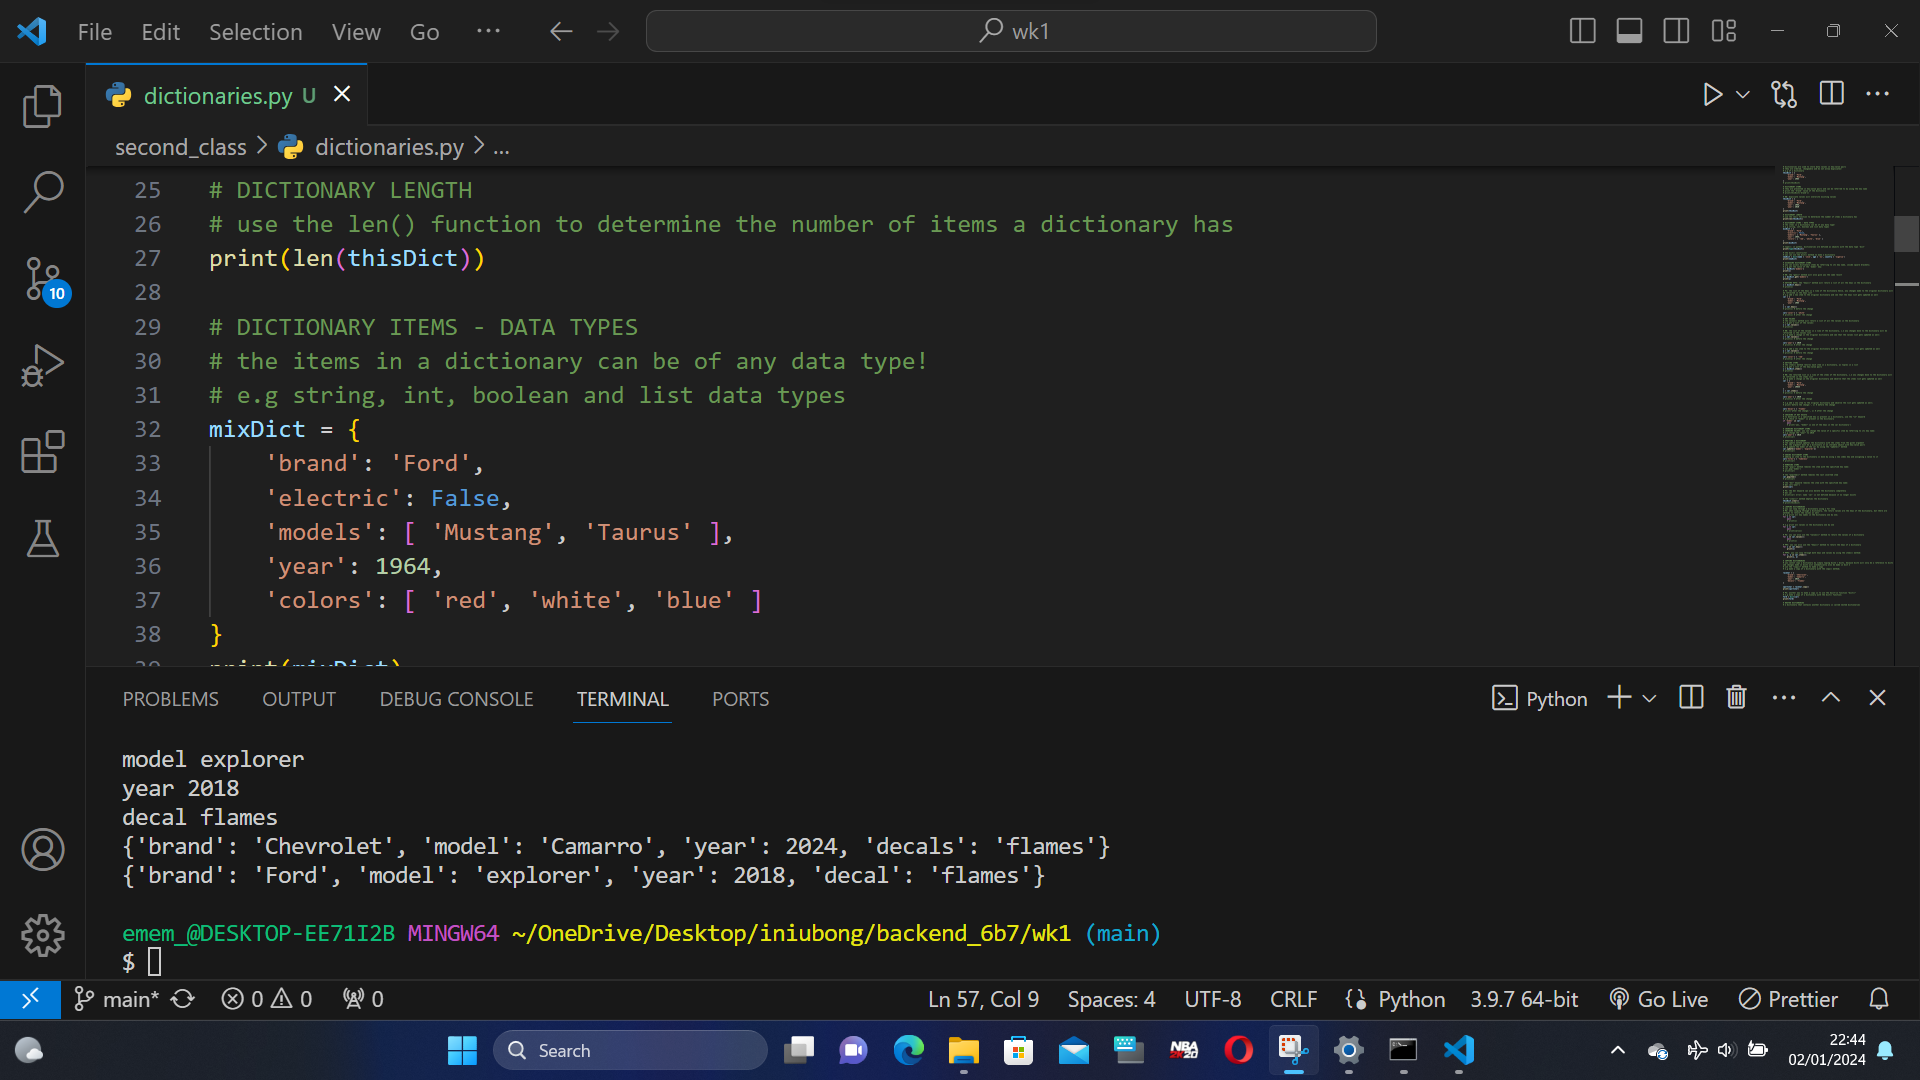 File Edit Selection View Go ... wk1
dictionaries.py U
second_class > dictionaries.py > ...
25 # DICTIONARY LENGTH
26 # use the len() function to determine the number of items a dictionary has
27 print(len(thisDict))
28
29 # DICTIONARY ITEMS - DATA TYPES
30 # the items in a dictionary can be of any data type!
31 # e.g string, int, boolean and list data types
32 mixDict = {
33 'brand': 'Ford',
34 'electric': False,
35 'models': [ 'Mustang', 'Taurus' ],
36 'year': 1964,
37 'colors': [ 'red', 'white', 'blue' ]
38 }
39 print(mixDict)
10
PROBLEMS OUTPUT DEBUG CONSOLE TERMINAL PORTS Python
model explorer
year 2018
decal flames
{'brand': 'Chevrolet', 'model': 'Camarro', 'year': 2024, 'decals': 'flames'}
{'brand': 'Ford', 'model': 'explorer', 'year': 2018, 'decal': 'flames'}
emem_@DESKTOP-EE71I2B MINGW64 ~/OneDrive/Desktop/iniubong/backend_6b7/wk1 (main)
$
main* 0 0 0 Ln 57, Col 9 Spaces: 4 UTF-8 CRLF Python 3.9.7 64-bit Go Live Prettier
Search NBA 2K20 22:44
02/01/2024